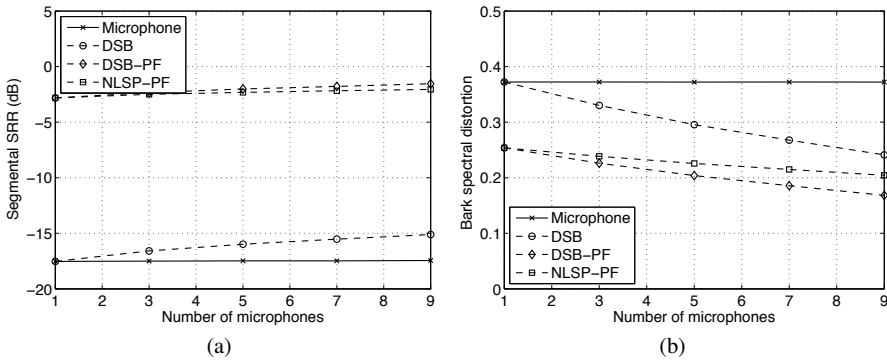 Microphone
DSB
DSB−PF
NLSP−PF
5
0
−5
−10
−15
−20
Segmental SRR (dB)
1 2 3 4 5 6 7 8 9
Number of microphones
(a)
0.5
0.4
0.3
0.2
0.1
0
Bark spectral distortion
Microphone
DSB
DSB−PF
NLSP−PF
1 2 3 4 5 6 7 8 9
Number of microphones
(b)